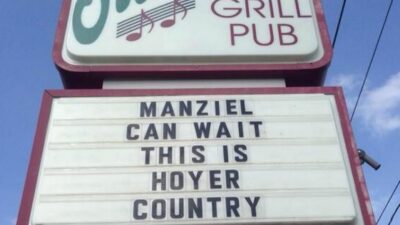 GRILL
PUB
MANZIEL
CAN WAIT
THIS IS
HOYER
COUNTRY